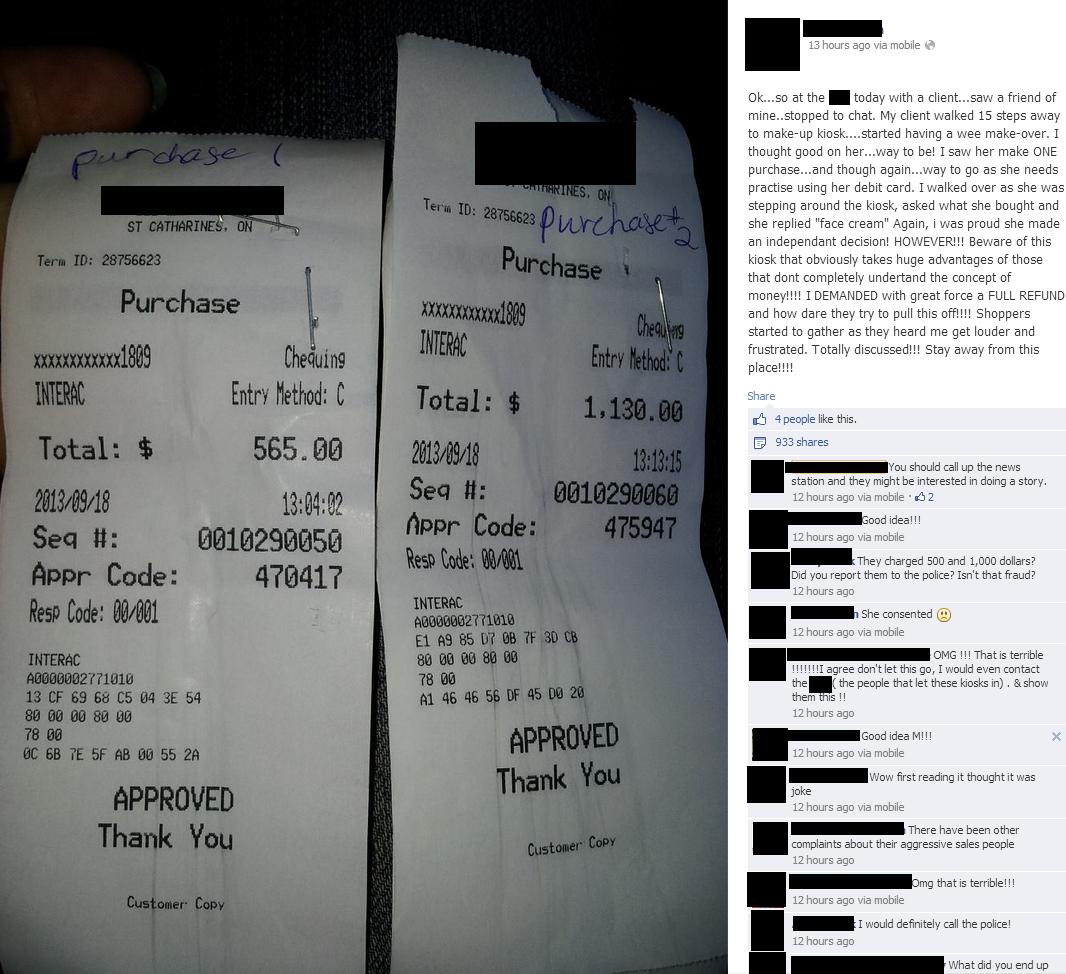 purchase 1
ST CATHARINES, ON
Term ID: 28756623
Purchase
xxxxxxxxxxxx1809 Chequing
INTERAC Entry Method: C
Total: $ 565.00
2013/09/18 13:04:02
Seq #: 0010290050
Appr Code: 470417
Resp Code: 00/001
INTERAC
A0000002771010
13 CF 69 68 C5 04 3E 54
80 00 00 80 00
78 00
0C 6B 7E 5F AB 00 55 2A
APPROVED
Thank You
Customer Copy
ST CATHARINES, ON
Term ID: 28756623
purchase #2
Purchase
xxxxxxxxxxxx1809 Chequing
INTERAC Entry Method: C
Total: $ 1,130.00
2013/09/18 13:13:15
Seq #: 0010290060
Appr Code: 475947
Resp Code: 00/001
INTERAC
A0000002771010
E1 A9 85 D7 0B 7F 3D CB
80 00 00 80 00
78 00
A1 46 46 56 DF 45 D0 20
APPROVED
Thank You
Customer Copy
13 hours ago via mobile
Ok...so at the today with a client...saw a friend of
mine..stopped to chat. My client walked 15 steps away
to make-up kiosk....started having a wee make-over. I
thought good on her...way to be! I saw her make ONE
purchase...and though again...way to go as she needs
practise using her debit card. I walked over as she was
stepping around the kiosk, asked what she bought and
she replied "face cream" Again, i was proud she made
an independant decision! HOWEVER!!! Beware of this
kiosk that obviously takes huge advantages of those
that dont completely undertand the concept of
money!!!! I DEMANDED with great force a FULL REFUND
and how dare they try to pull this off!!!! Shoppers
started to gather as they heard me get louder and
frustrated. Totally discussed!!! Stay away from this
place!!!!
Share
4 people like this.
933 shares
You should call up the news
station and they might be interested in doing a story.
12 hours ago via mobile · 2
Good idea!!!
12 hours ago via mobile
They charged 500 and 1,000 dollars?
Did you report them to the police? Isn't that fraud?
12 hours ago
She consented
12 hours ago via mobile
OMG !!! That is terrible
!!!!!!!I agree don't let this go, I would even contact
the ( the people that let these kiosks in) . & show
them this !!
12 hours ago
Good idea M!!!
12 hours ago via mobile
Wow first reading it thought it was
joke
12 hours ago via mobile
There have been other
complaints about their aggressive sales people
12 hours ago
Omg that is terrible!!!
12 hours ago via mobile
I would definitely call the police!
12 hours ago
What did you end up